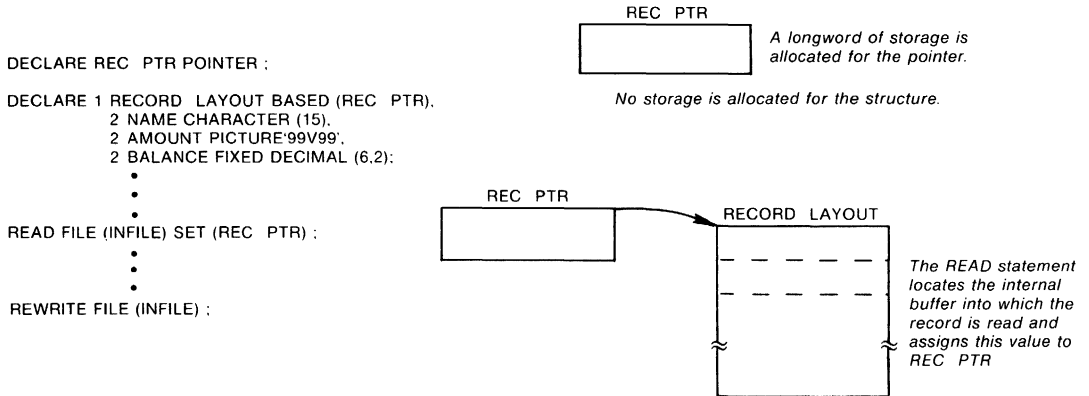 REC PTR
A longword of storage is
allocated for the pointer.
DECLARE REC PTR POINTER ;
No storage is allocated for the structure.
DECLARE 1 RECORD LAYOUT BASED (REC PTR),
2 NAME CHARACTER (15),
2 AMOUNT PICTURE'99V99',
2 BALANCE FIXED DECIMAL (6,2);
REC PTR
RECORD LAYOUT
READ FILE (INFILE) SET (REC PTR) ;
The READ statement
locates the internal
buffer into which the
record is read and
assigns this value to
REC PTR
REWRITE FILE (INFILE) ;